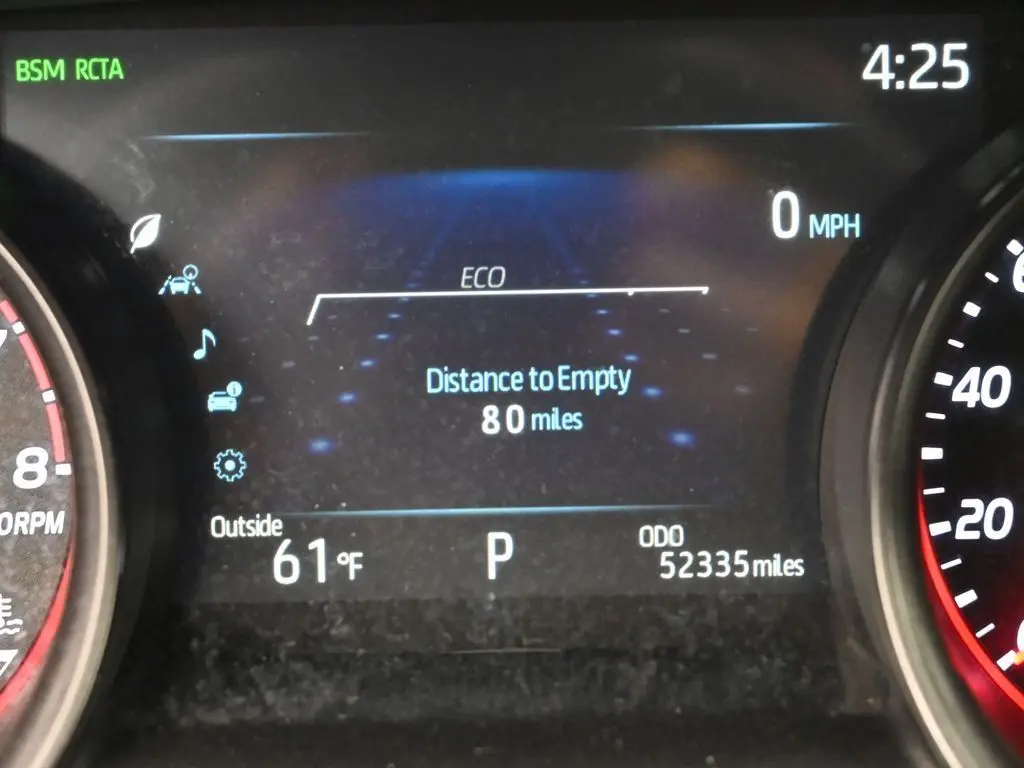 BSM RCTA
4:25
0 MPH
ECO
Distance to Empty
80 miles
8
40
0RPM
20
Outside
61°F
P
ODO
52335 miles